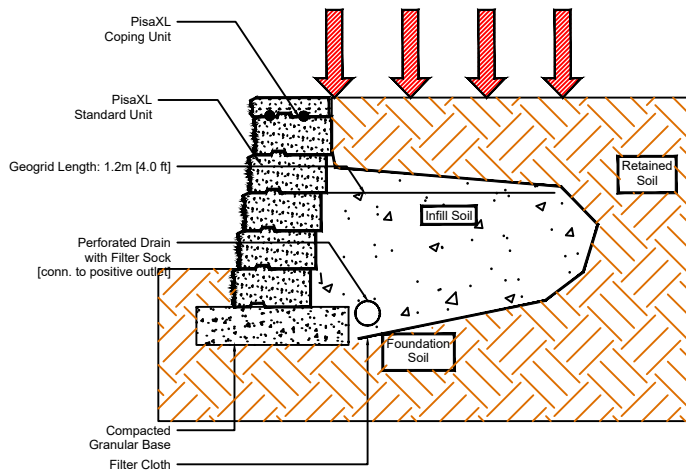 PisaXL
Coping Unit
PisaXL
Standard Unit
Geogrid Length: 1.2m [4.0 ft]
Retained
Soil
Infill Soil
Perforated Drain
with Filter Sock
[conn. to positive outlet]
Foundation
Soil
Compacted
Granular Base
Filter Cloth